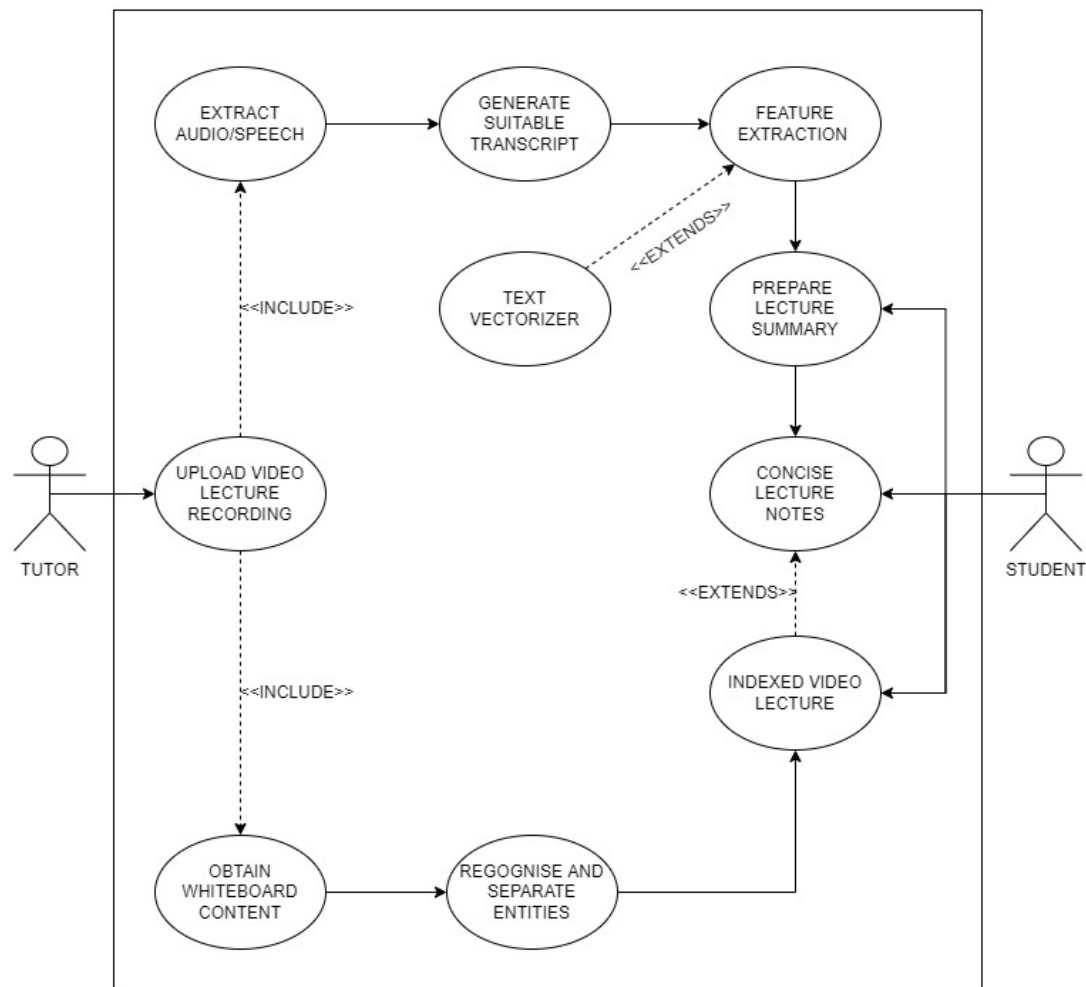 EXTRACT
AUDIO/SPEECH
GENERATE
SUITABLE
TRANSCRIPT
FEATURE
EXTRACTION
<<EXTENDS>>
TEXT
VECTORIZER
PREPARE
LECTURE
SUMMARY
<<INCLUDE>>
UPLOAD VIDEO
LECTURE
RECORDING
CONCISE
LECTURE
NOTES
TUTOR
STUDENT
<<EXTENDS>>
<<INCLUDE>>
INDEXED VIDEO
LECTURE
OBTAIN
WHITEBOARD
CONTENT
REGOGNISE AND
SEPARATE
ENTITIES